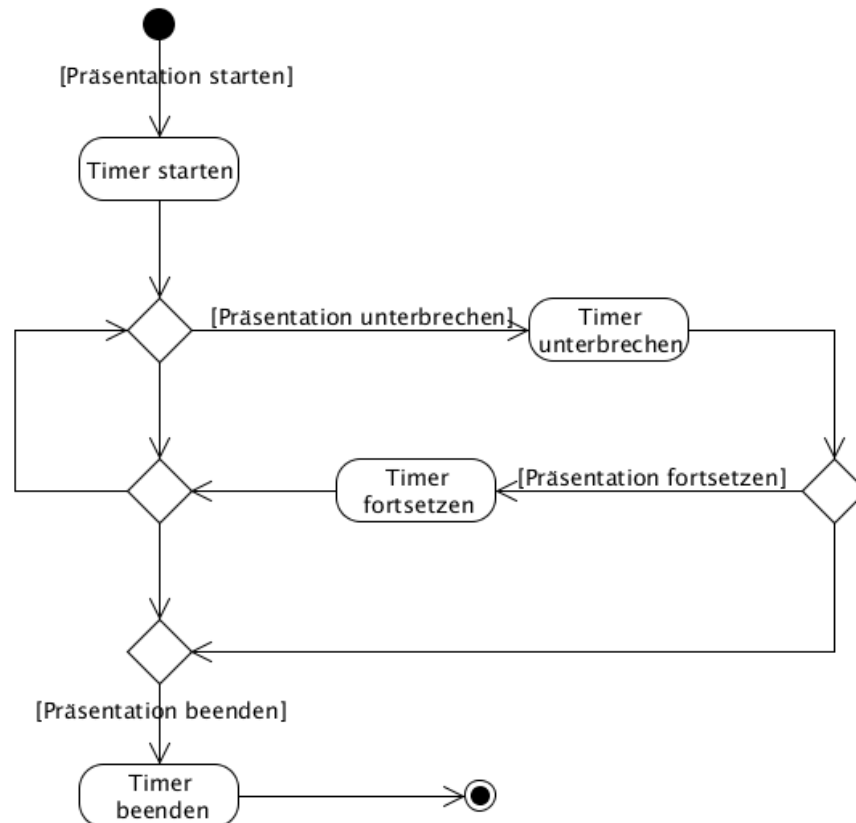 [Präsentation starten]
Timer starten
[Präsentation unterbrechen]
Timer
unterbrechen
Timer
fortsetzen
[Präsentation fortsetzen]
[Präsentation beenden]
Timer
beenden